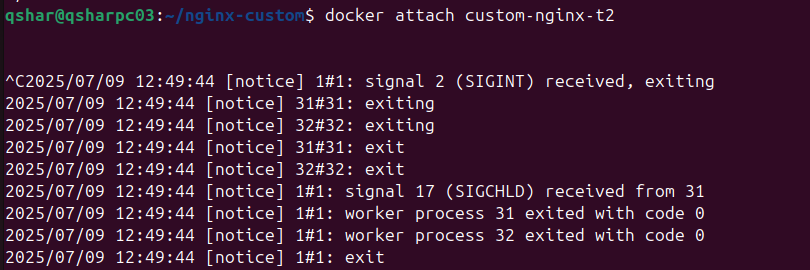 qshar@qsharpc03:~/nginx-custom$ docker attach custom-nginx-t2
^C2025/07/09 12:49:44 [notice] 1#1: signal 2 (SIGINT) received, exiting
2025/07/09 12:49:44 [notice] 31#31: exiting
2025/07/09 12:49:44 [notice] 32#32: exiting
2025/07/09 12:49:44 [notice] 31#31: exit
2025/07/09 12:49:44 [notice] 32#32: exit
2025/07/09 12:49:44 [notice] 1#1: signal 17 (SIGCHLD) received from 31
2025/07/09 12:49:44 [notice] 1#1: worker process 31 exited with code 0
2025/07/09 12:49:44 [notice] 1#1: worker process 32 exited with code 0
2025/07/09 12:49:44 [notice] 1#1: exit